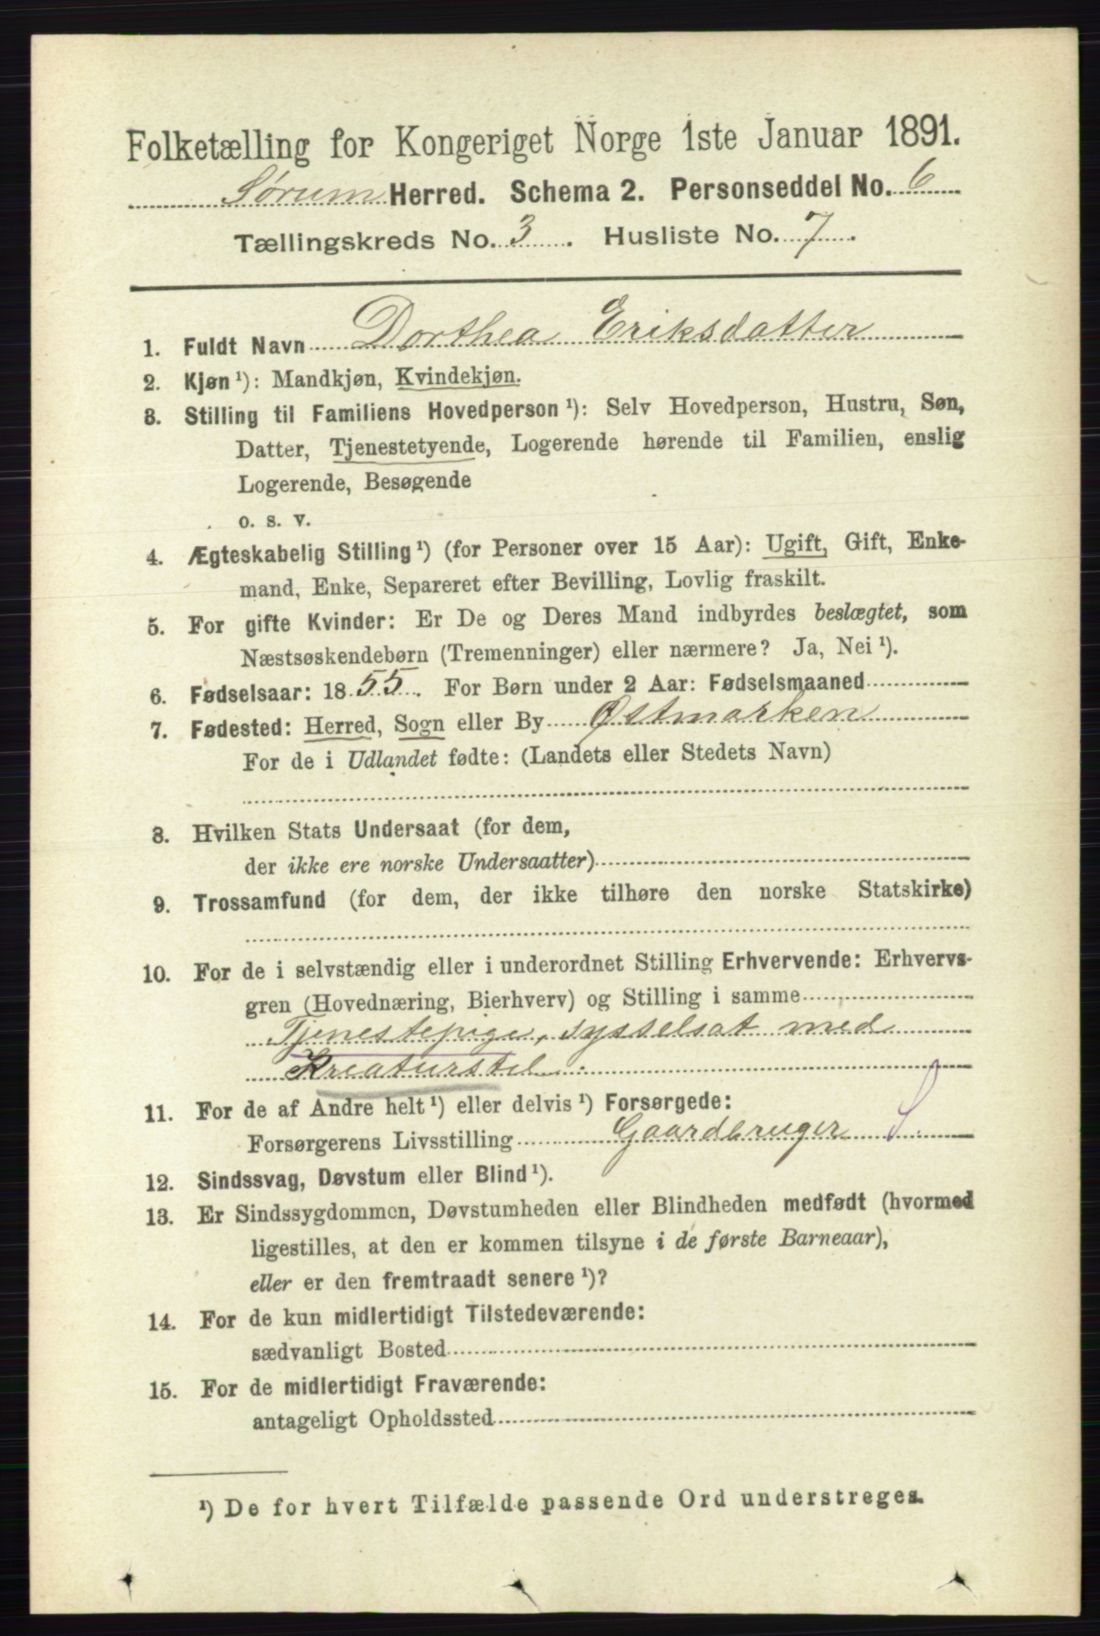 Folketælling for Kongeriget Norge 1ste Januar 1891.
Sørum Herred. Schema 2. Personseddel No. 6
Tællingskreds No. 3. Husliste No. 7.
1. Fuldt Navn Dorthea Eriksdatter
2. Kjøn ¹): Mandkjøn, Kvindekjøn.
3. Stilling til Familiens Hovedperson ¹): Selv Hovedperson, Hustru, Søn,
Datter, Tjenestetyende, Logerende hørende til Familien, enslig
Logerende, Besøgende
o. s. v.
4. Ægteskabelig Stilling ¹) (for Personer over 15 Aar): Ugift, Gift, Enke-
mand, Enke, Separeret efter Bevilling, Lovlig fraskilt.
5. For gifte Kvinder: Er De og Deres Mand indbyrdes beslægtet, som
Næstsøskendebørn (Tremenninger) eller nærmere? Ja, Nei ¹).
6. Fødselsaar: 1855. For Børn under 2 Aar: Fødselsmaaned
7. Fødested: Herred, Sogn eller By Østmarken
For de i Udlandet fødte: (Landets eller Stedets Navn)
8. Hvilken Stats Undersaat (for dem,
der ikke ere norske Undersaatter)
9. Trossamfund (for dem, der ikke tilhøre den norske Statskirke)
10. For de i selvstændig eller i underordnet Stilling Erhvervende: Erhvervs-
gren (Hovednæring, Bierhverv) og Stilling i samme
Tjenestepige, sysselsat med
Kreaturstel.
11. For de af Andre helt ¹) eller delvis ¹) Forsørgede:
Forsørgerens Livsstilling Gaardbruger S.
12. Sindssvag, Døvstum eller Blind ¹).
13. Er Sindssygdommen, Døvstumheden eller Blindheden medfødt (hvormed
ligestilles, at den er kommen tilsyne i de første Barneaar),
eller er den fremtraadt senere ¹)?
14. For de kun midlertidigt Tilstedeværende:
sædvanligt Bosted
15. For de midlertidigt Fraværende:
antageligt Opholdssted
¹) De for hvert Tilfælde passende Ord understreges.